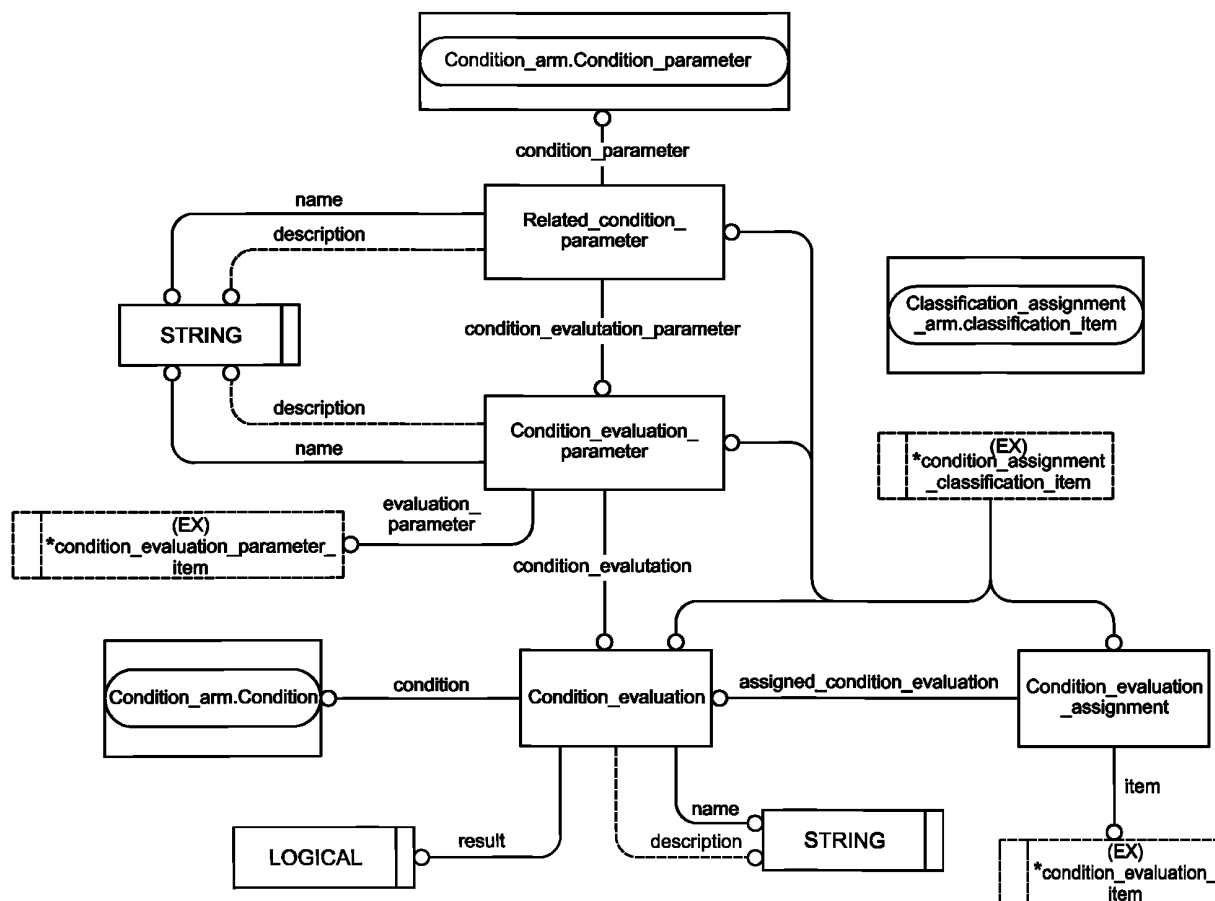 Condition_arm.Condition_parameter
condition_parameter
name
Related_condition_
parameter
description
Classification_assignment
_arm.classification_item
STRING
condition_evalutation_parameter
description
Condition_evaluation_
parameter
name
(EX)
*condition_assignment
_classification_item
evaluation_
parameter
(EX)
*condition_evaluation_parameter_
item
condition_evalutation
Condition_arm.Condition
condition
Condition_evaluation
assigned_condition_evaluation
Condition_evaluation
_assignment
item
name
LOGICAL
result
description
STRING
(EX)
*condition_evaluation_
item